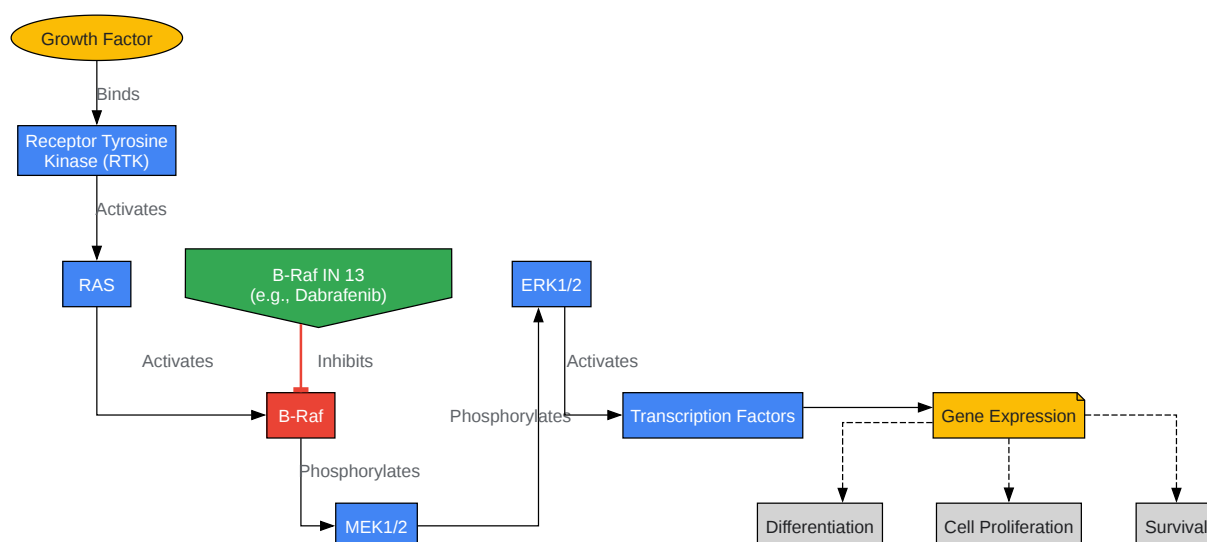 Growth Factor
Binds
Receptor Tyrosine
Kinase (RTK)
Activates
RAS
B-Raf IN 13
(e.g., Dabrafenib)
ERK1/2
Activates
Inhibits
Activates
B-Raf
Phosphorylates
Transcription Factors
Gene Expression
Phosphorylates
MEK1/2
Differentiation
Cell Proliferation
Survival